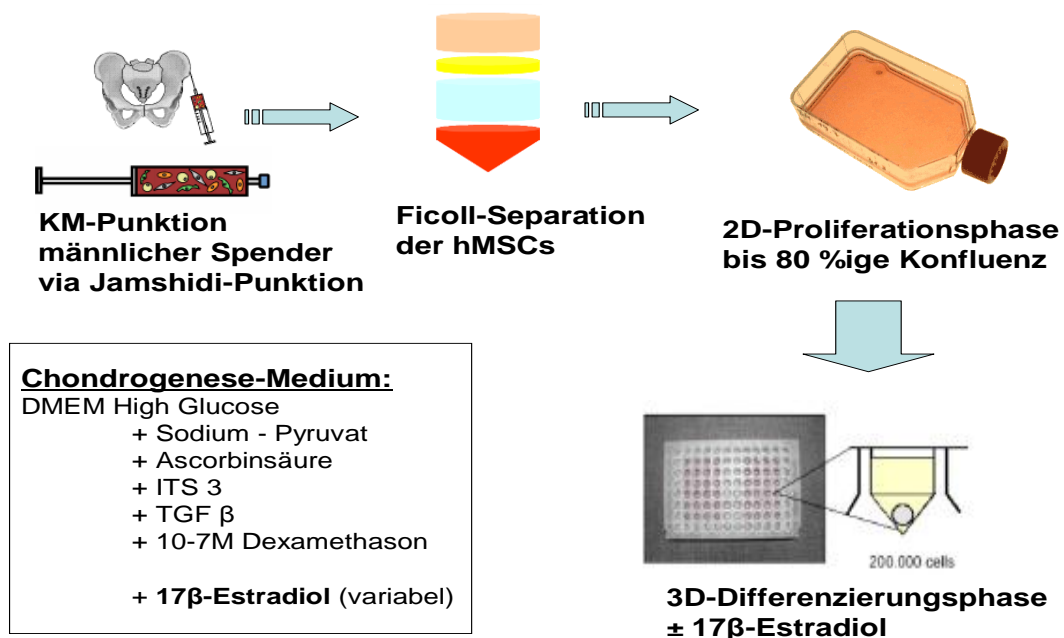 KM-Punktion
männlicher Spender
via Jamshidi-Punktion
Ficoll-Separation
der hMSCs
2D-Proliferationsphase
bis 80 %ige Konfluenz
Chondrogenese-Medium:
DMEM High Glucose
+ Sodium - Pyruvat
+ Ascorbinsäure
+ ITS 3
+ TGF β
+ 10-7M Dexamethason
+ 17β-Estradiol (variabel)
200.000 cells
3D-Differenzierungsphase
± 17β-Estradiol